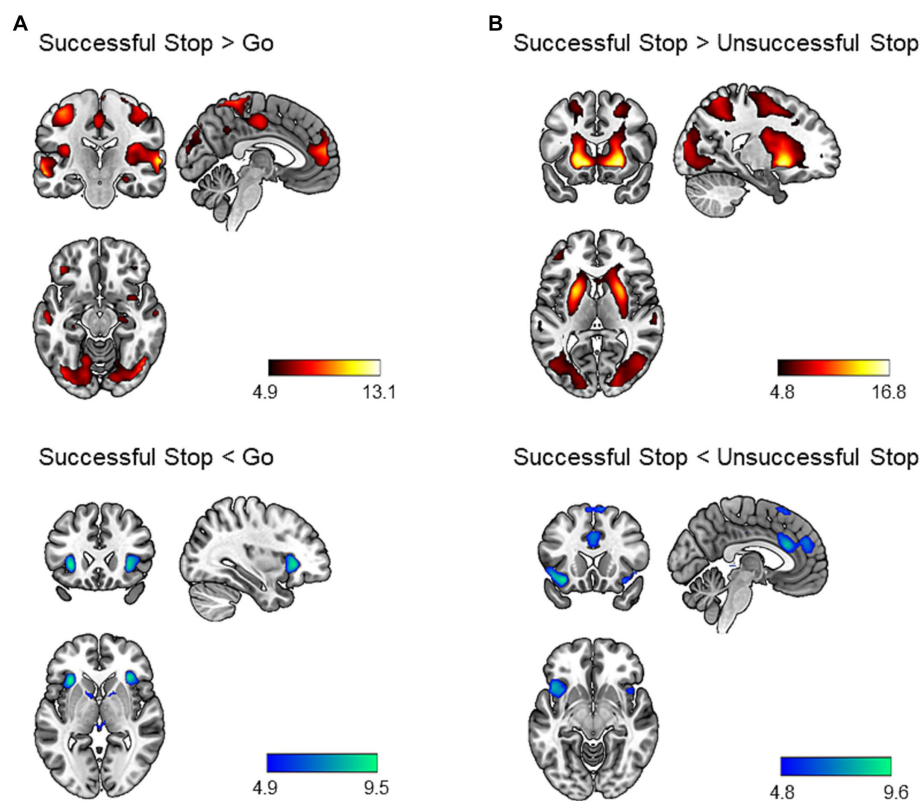 A
B
Successful Stop > Go
Successful Stop > Unsuccessful Stop
4.9 13.1
4.8 16.8
Successful Stop < Go
Successful Stop < Unsuccessful Stop
4.9 9.5
4.8 9.6